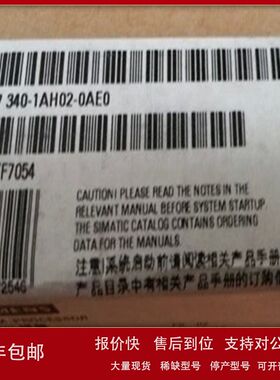 报价快 售后到位 支持对公
7 340-1AH02-0AE0
F7054
CAUTION! PLEASE READ THE NOTES IN THE
RELEVANT MANUAL BEFORE SYSTEM STARTUP.
THE SIMATIC CATALOG CONTAINS ORDERING
DATA FOR THE MANUALS.
注意!系统启动前请阅读相关产品手册
产品目录中有相关产品手册的订购信
72546
包邮
大量现货 稀缺型号 停产型号 可